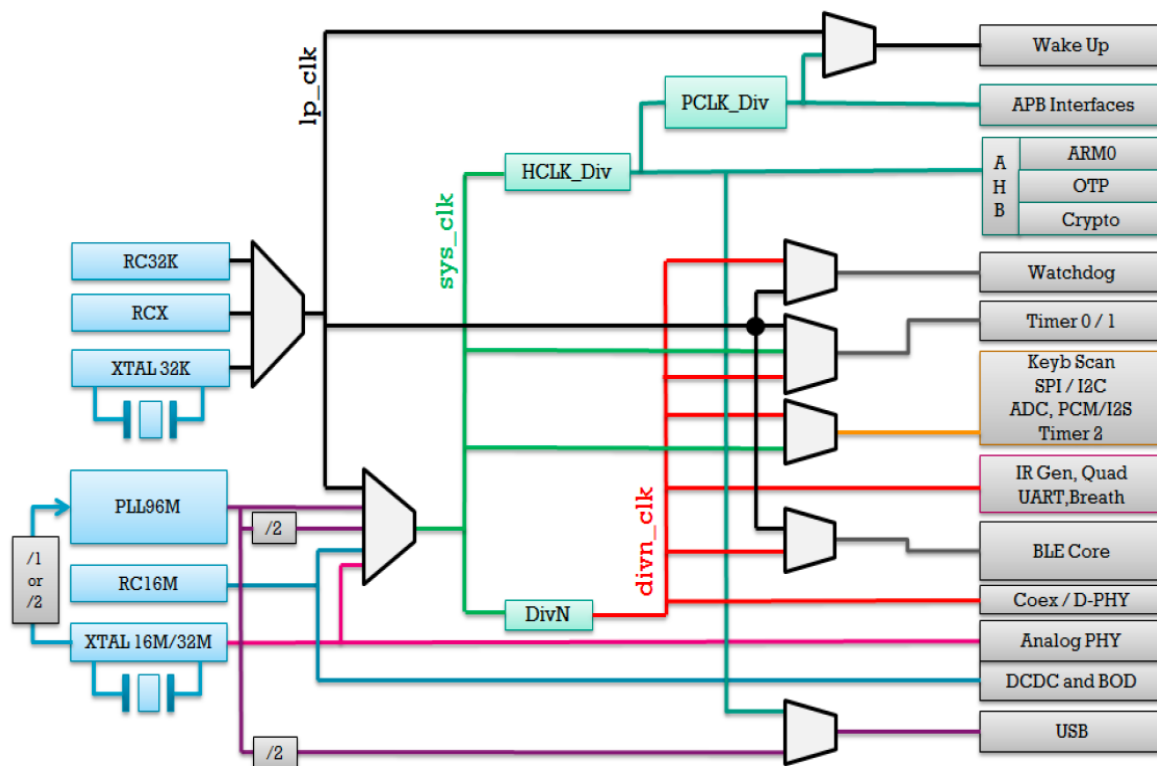 lp_clk
Wake Up
PCLK_Div
APB Interfaces
HCLK_Div
A
H
B
ARM0
OTP
Crypto
sys_clk
RC32K
RCX
XTAL 32K
Watchdog
Timer 0 / 1
Keyb Scan
SPI / I2C
ADC, PCM/I2S
Timer 2
PLL96M
/2
IR Gen, Quad
UART,Breath
divn_clk
/1
or
/2
RC16M
BLE Core
DivN
Coex / D-PHY
XTAL 16M/32M
Analog PHY
DCDC and BOD
/2
USB